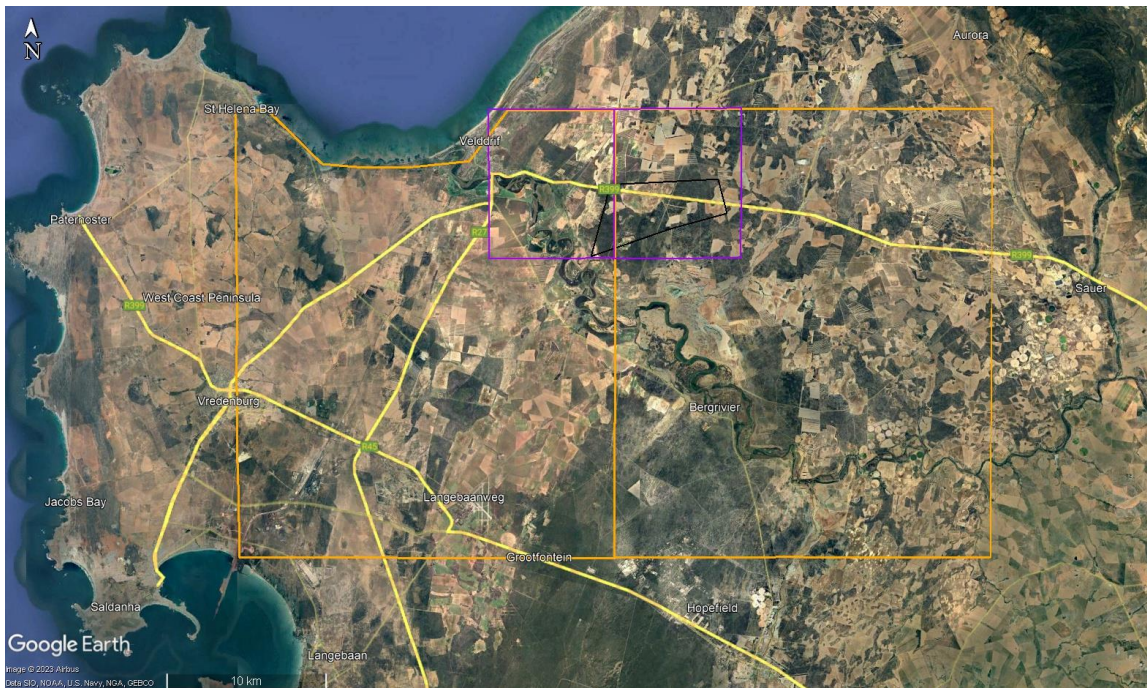 N
Aurora
St Helena Bay
Velddrif
R399
Paternoster
R27
R399
Sauer
West Coast Peninsula
R399
Vredenburg
Bergrivier
R45
Langebaanweg
Jacobs Bay
Grootfontein
Saldanha
Hopefield
Langebaan
Google Earth
Image © 2023 Airbus
Data SIO, NOAA, U.S. Navy, NGA, GEBCO
10 km